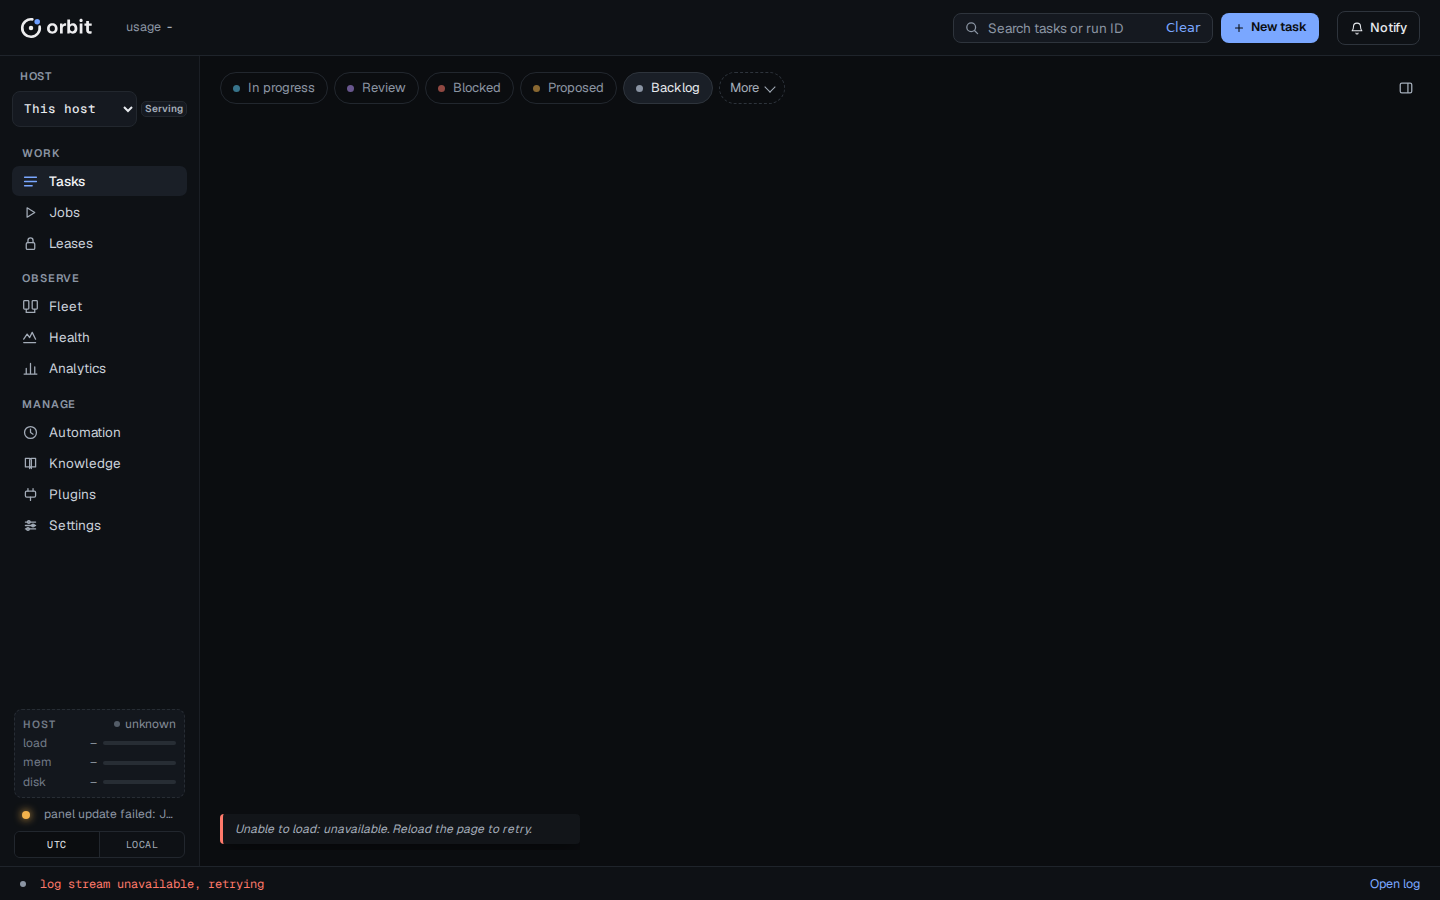 orbit
usage –
Search tasks or run ID
Clear
+ New task
Notify
HOST
This host
Serving
WORK
Tasks
Jobs
Leases
OBSERVE
Fleet
Health
Analytics
MANAGE
Automation
Knowledge
Plugins
Settings
In progress
Review
Blocked
Proposed
Backlog
More
HOST
unknown
load –
mem –
disk –
panel update failed: J…
UTC
LOCAL
Unable to load: unavailable. Reload the page to retry.
log stream unavailable, retrying
Open log